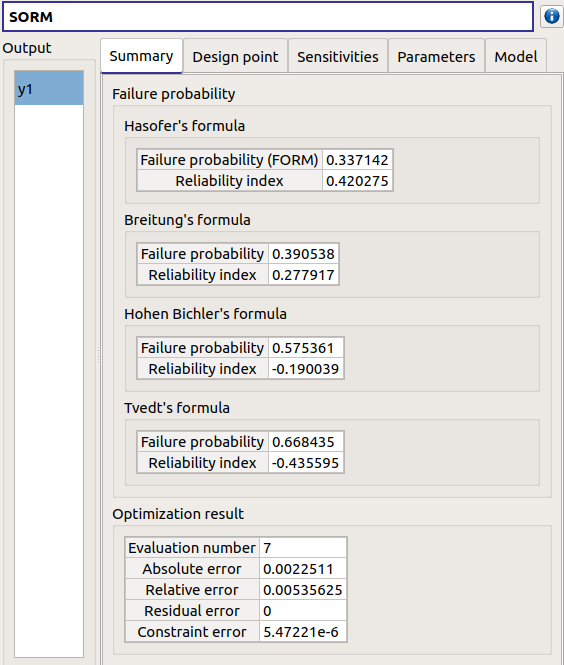 SORM
Output
Summary Design point Sensitivities Parameters Model
y1
Failure probability
Hasofer's formula
Failure probability (FORM) 0.337142
Reliability index 0.420275
Breitung's formula
Failure probability 0.390538
Reliability index 0.277917
Hohen Bichler's formula
Failure probability 0.575361
Reliability index -0.190039
Tvedt's formula
Failure probability 0.668435
Reliability index -0.435595
Optimization result
Evaluation number 7
Absolute error 0.0022511
Relative error 0.00535625
Residual error 0
Constraint error 5.47221e-6